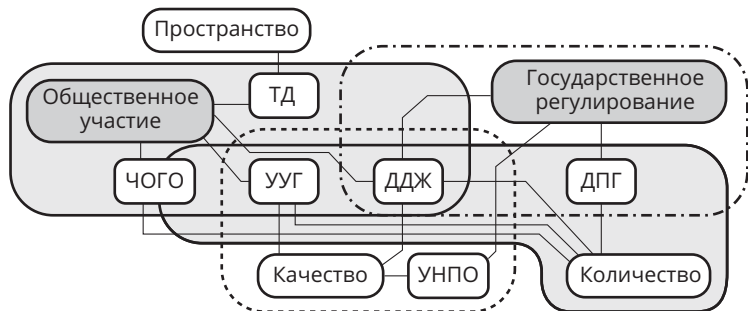 Пространство
Общественное
участие
ТД
Государственное
регулирование
ЧОГО
УУГ
ДДЖ
ДПГ
Качество
УНПО
Количество